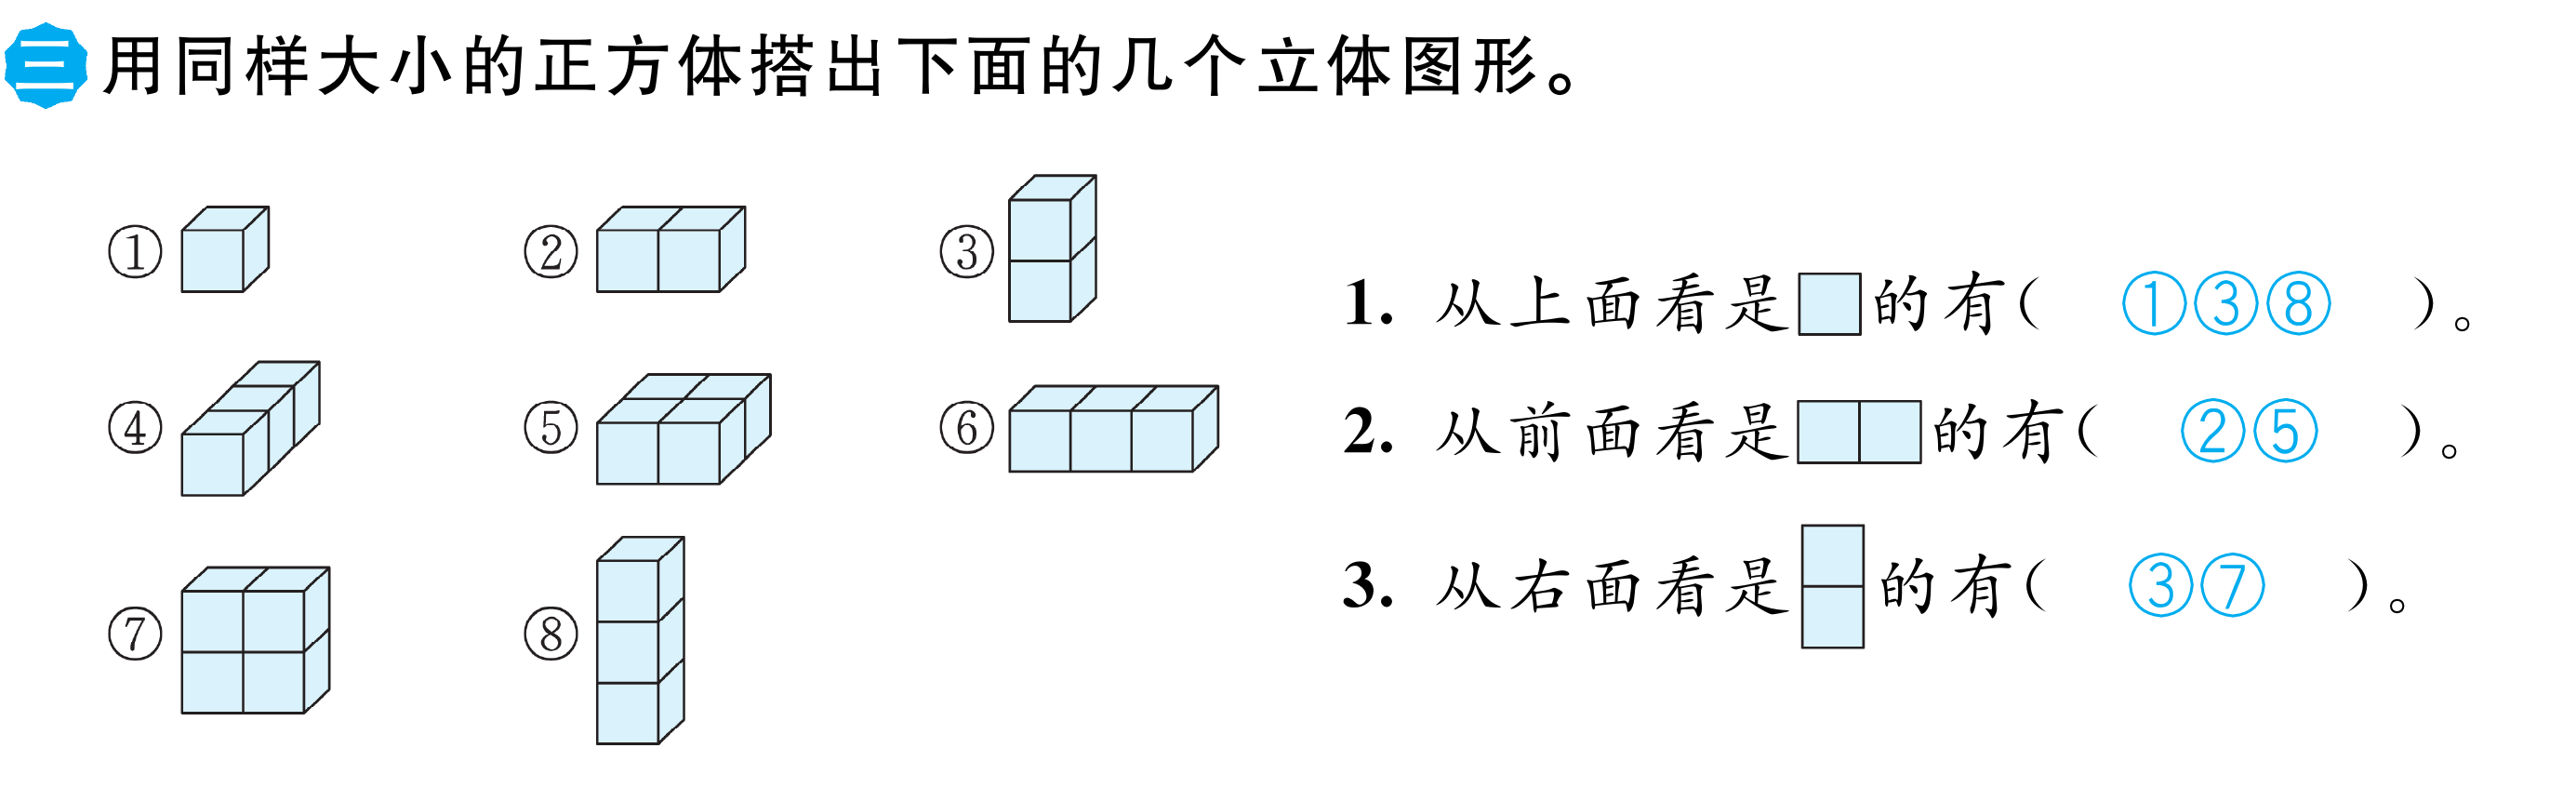 三 用同样大小的正方体搭出下面的几个立体图形。
① ② ③
④ ⑤ ⑥
⑦ ⑧
1. 从上面看是的有( ①③⑧ )。
2. 从前面看是的有( ②⑤ )。
3. 从右面看是的有( ③⑦ )。